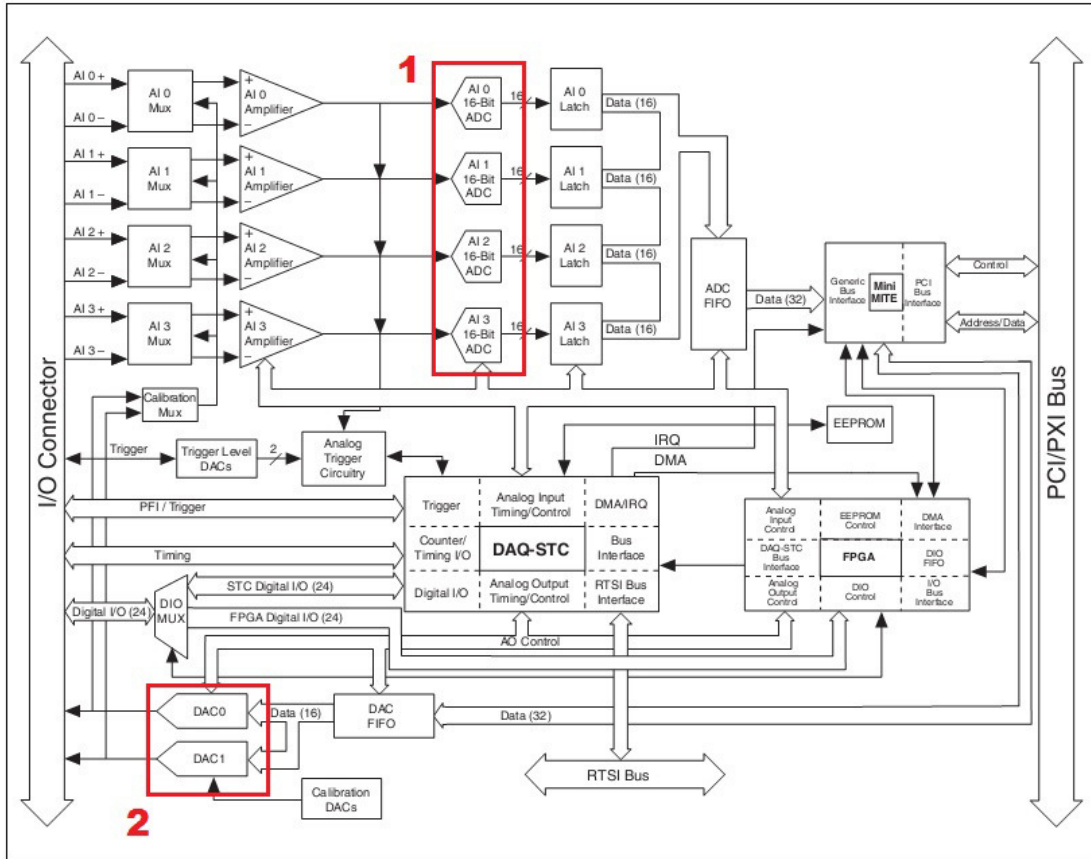 1
AI 0+
AI 0–
AI 0
Mux
+
–
AI 0
Amplifier
AI 0
16-Bit
ADC
16
AI 0
Latch
Data (16)
AI 1+
AI 1–
AI 1
Mux
+
–
AI 1
Amplifier
AI 1
16-Bit
ADC
16
AI 1
Latch
Data (16)
AI 2+
AI 2–
AI 2
Mux
+
–
AI 2
Amplifier
AI 2
16-Bit
ADC
16
AI 2
Latch
Data (16)
AI 3+
AI 3–
AI 3
Mux
+
–
AI 3
Amplifier
AI 3
16-Bit
ADC
16
AI 3
Latch
Data (16)
ADC
FIFO
Data (32)
Generic
Bus
Interface
Mini
MITE
PCI
Bus
Interface
Control
Address/Data
I/O Connector
PCI/PXI Bus
Calibration
Mux
Trigger
Trigger Level
DACs
2
Analog
Trigger
Circuitry
IRQ
DMA
EEPROM
PFI / Trigger
Timing
Trigger
Analog Input
Timing/Control
DMA/IRQ
Counter/
Timing I/O
DAQ-STC
Bus
Interface
Digital I/O
Analog Output
Timing/Control
RTSI Bus
Interface
Analog
Input
Control
EEPROM
Control
DMA
Interface
DAQ-STC
Bus
Interface
FPGA
DIO
FIFO
Analog
Output
Control
DIO
Control
I/O
Bus
Interface
STC Digital I/O (24)
Digital I/O (24)
DIO
MUX
FPGA Digital I/O (24)
AO Control
DAC0
DAC1
Data (16)
DAC
FIFO
Data (32)
Calibration
DACs
RTSI Bus
2